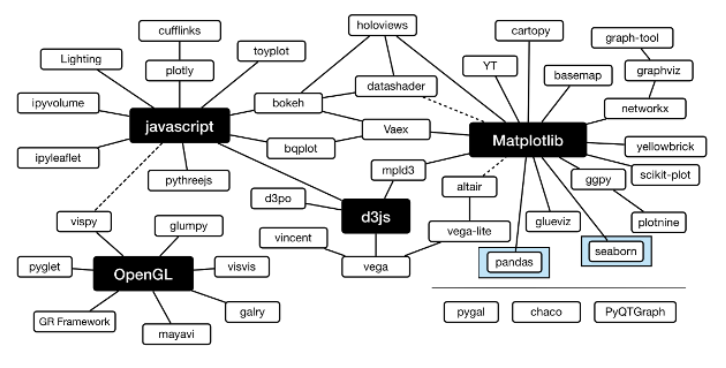 cufflinks
holoviews
cartopy
graph-tool
toyplot
Lighting
YT
plotly
basemap
graphviz
datashader
ipyvolume
bokeh
networkx
javascript
Vaex
Matplotlib
bqplot
yellowbrick
ipyleaflet
mpld3
scikit-plot
pythreejs
altair
ggpy
d3po
d3js
vispy
glumpy
glueviz
plotnine
vincent
vega-lite
seaborn
pandas
pyglet
OpenGL
visvis
vega
GR Framework
galry
pygal
chaco
PyQTGraph
mayavi